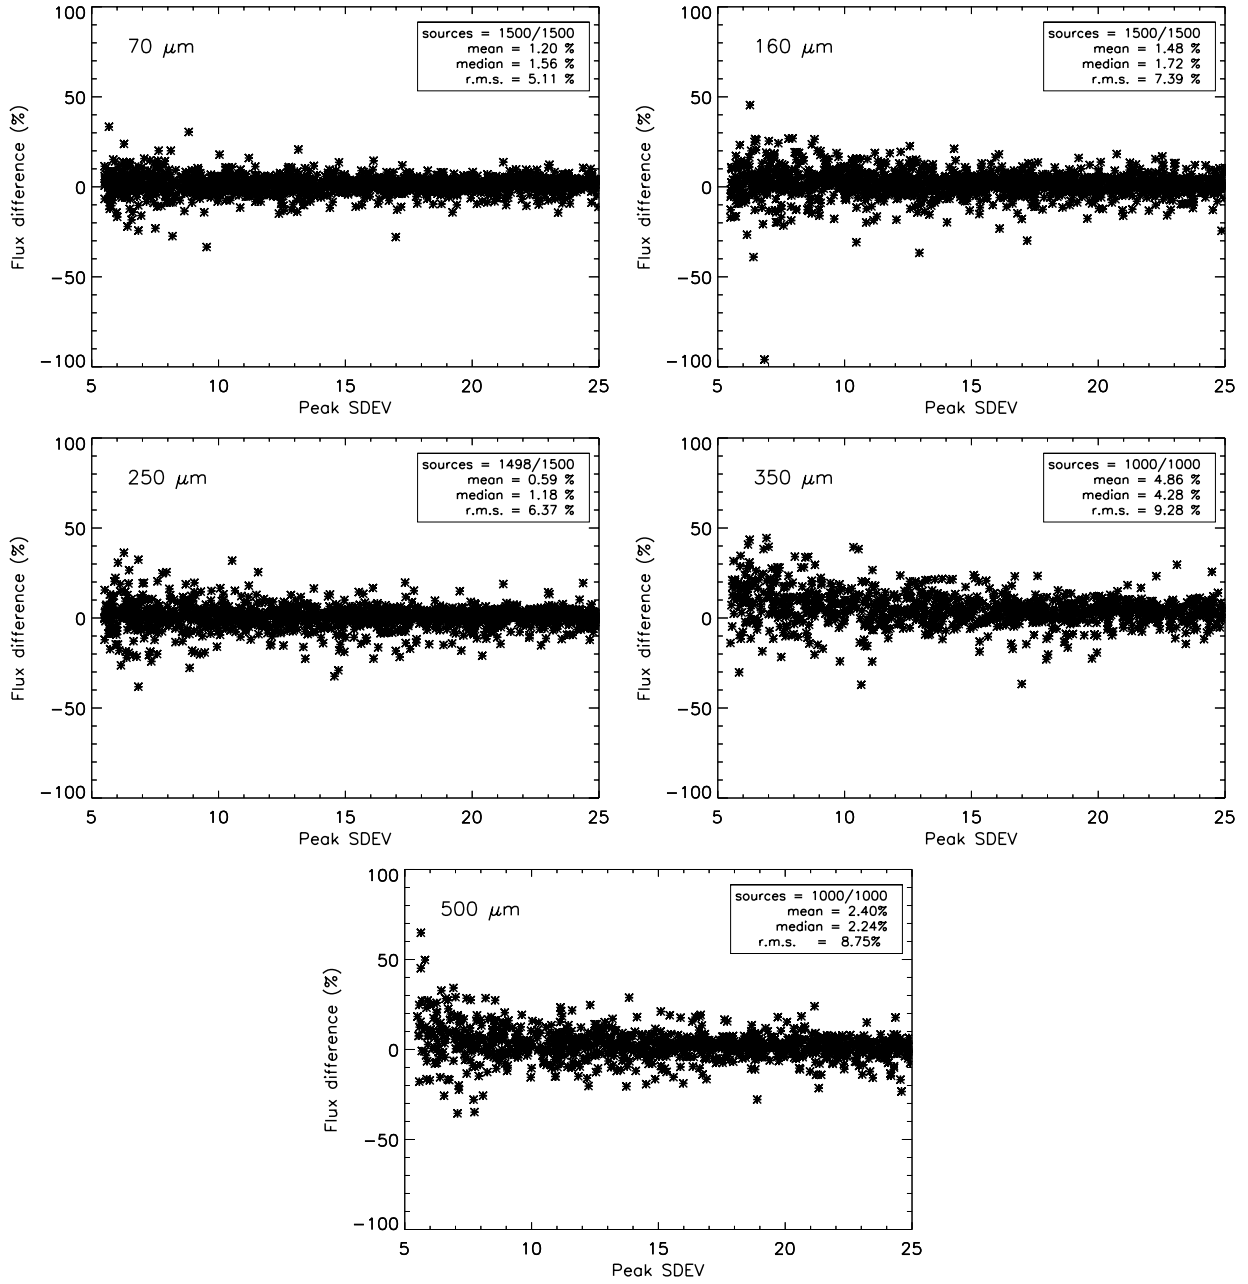 70 μm
sources = 1500/1500
mean = 1.20 %
median = 1.56 %
r.m.s. = 5.11 %
100
50
0
−50
−100
Flux difference (%)
5 10 15 20 25
Peak SDEV
160 μm
sources = 1500/1500
mean = 1.48 %
median = 1.72 %
r.m.s. = 7.39 %
100
50
0
−50
−100
Flux difference (%)
5 10 15 20 25
Peak SDEV
250 μm
sources = 1498/1500
mean = 0.59 %
median = 1.18 %
r.m.s. = 6.37 %
100
50
0
−50
−100
Flux difference (%)
5 10 15 20 25
Peak SDEV
350 μm
sources = 1000/1000
mean = 4.86 %
median = 4.28 %
r.m.s. = 9.28 %
100
50
0
−50
−100
Flux difference (%)
5 10 15 20 25
Peak SDEV
500 μm
sources = 1000/1000
mean = 2.40%
median = 2.24%
r.m.s. = 8.75%
100
50
0
−50
−100
Flux difference (%)
5 10 15 20 25
Peak SDEV